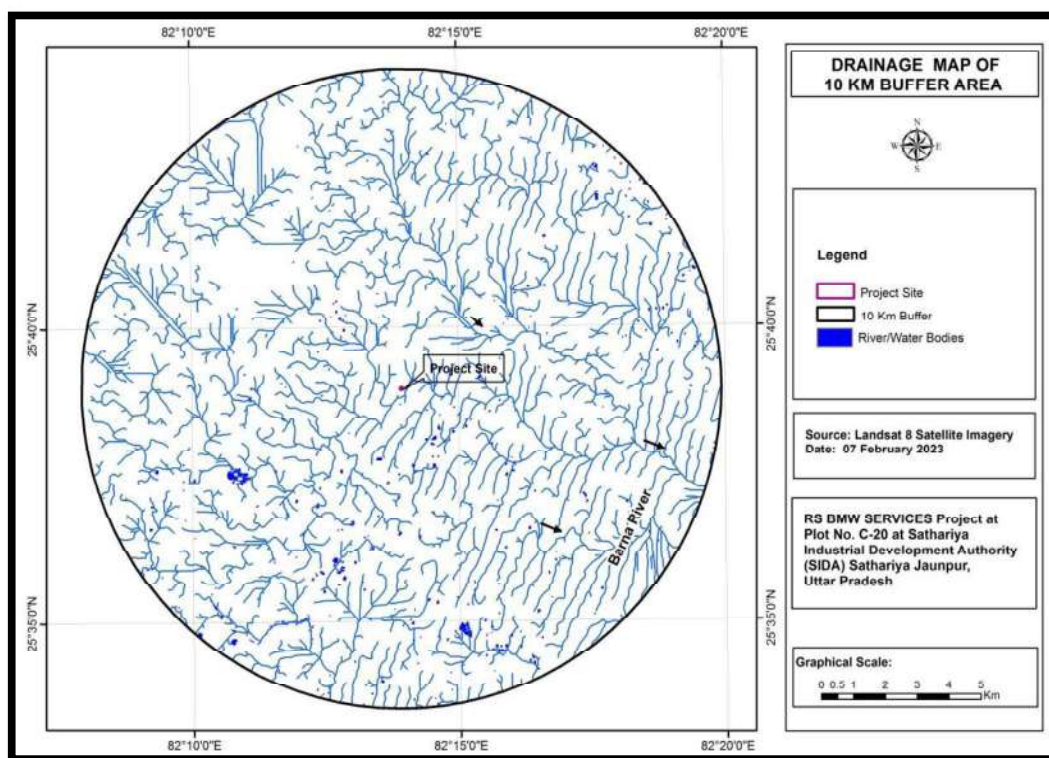 82°10'0"E
82°15'0"E
82°20'0"E
DRAINAGE MAP OF
10 KM BUFFER AREA
N
W
E
S
25°40'0"N
25°40'0"N
Project Site
Barna River
25°35'0"N
25°35'0"N
82°10'0"E
82°15'0"E
82°20'0"E
Legend
Project Site
10 Km Buffer
River/Water Bodies
Source: Landsat 8 Satellite Imagery
Date: 07 February 2023
RS BMW SERVICES Project at
Plot No. C-20 at Sathariya
Industrial Development Authority
(SIDA) Sathariya Jaunpur,
Uttar Pradesh
Graphical Scale:
0 0.5 1 2 3 4 5
Km